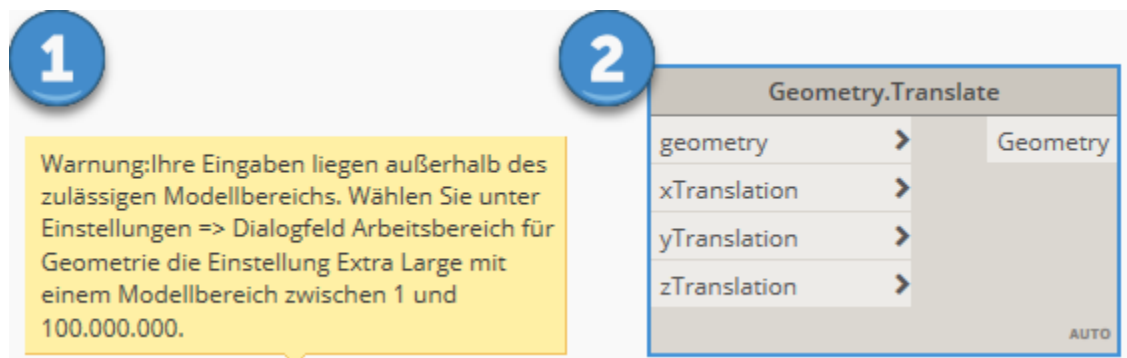 1
Warnung:Ihre Eingaben liegen außerhalb des
zulässigen Modellbereichs. Wählen Sie unter
Einstellungen => Dialogfeld Arbeitsbereich für
Geometrie die Einstellung Extra Large mit
einem Modellbereich zwischen 1 und
100.000.000.
2
Geometry.Translate
geometry > Geometry
xTranslation >
yTranslation >
zTranslation >
AUTO